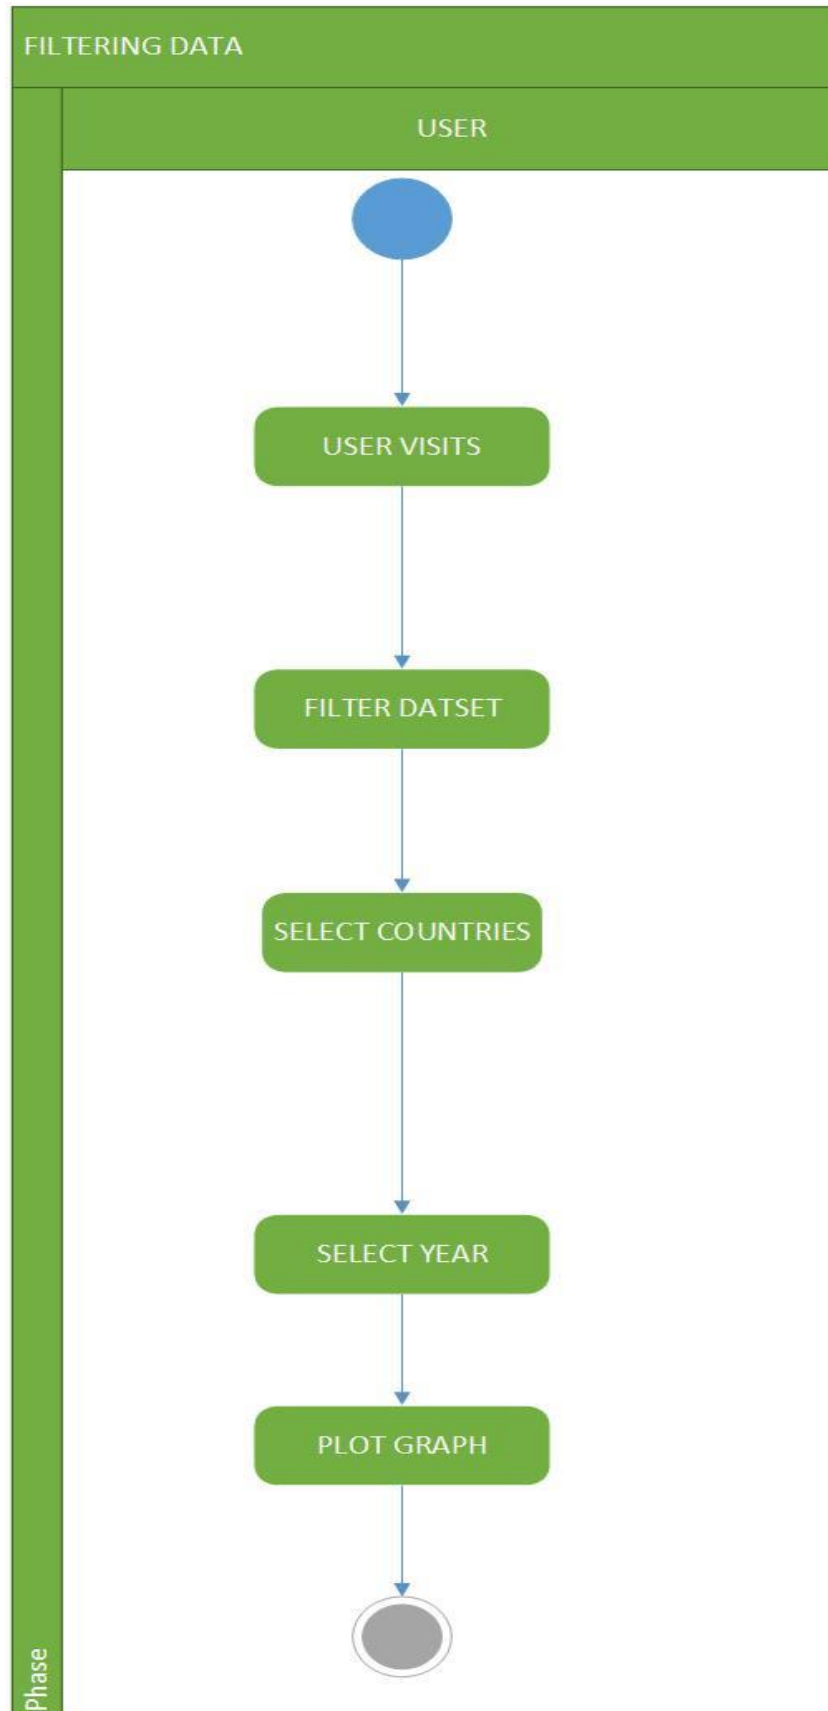 FILTERING DATA
USER
USER VISITS
FILTER DATSET
SELECT COUNTRIES
SELECT YEAR
PLOT GRAPH
Phase